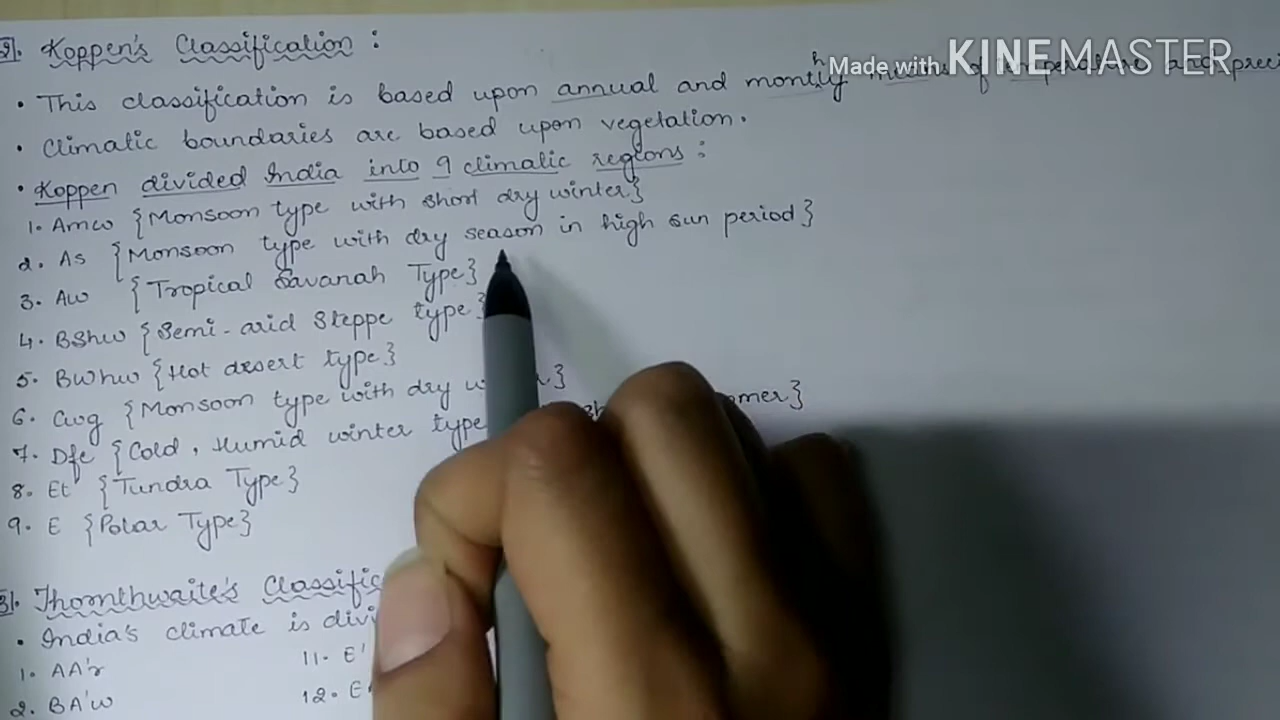 2]. Koppen's Classification :
Made with KINEMASTER
• This classification is based upon annual and monthly means of and
• Climatic boundaries are based upon vegetation.
• Koppen divided India into 9 climatic regions :
1. Amw {Monsoon type with short dry winter}
2. As {Monsoon type with dry season in high sun period}
3. Aw {Tropical Savanah Type}
4. BShw {Semi-arid Steppe type}
5. BWhw {Hot desert type}
6. Cwg {Monsoon type with dry
7. Dfc {Cold, Humid winter type
8. Et {Tundra Type}
9. E {Polar Type}
3]. Thornthwaite's
• India's climate is
1. AA'r 11. E'
2. BA'w 12.